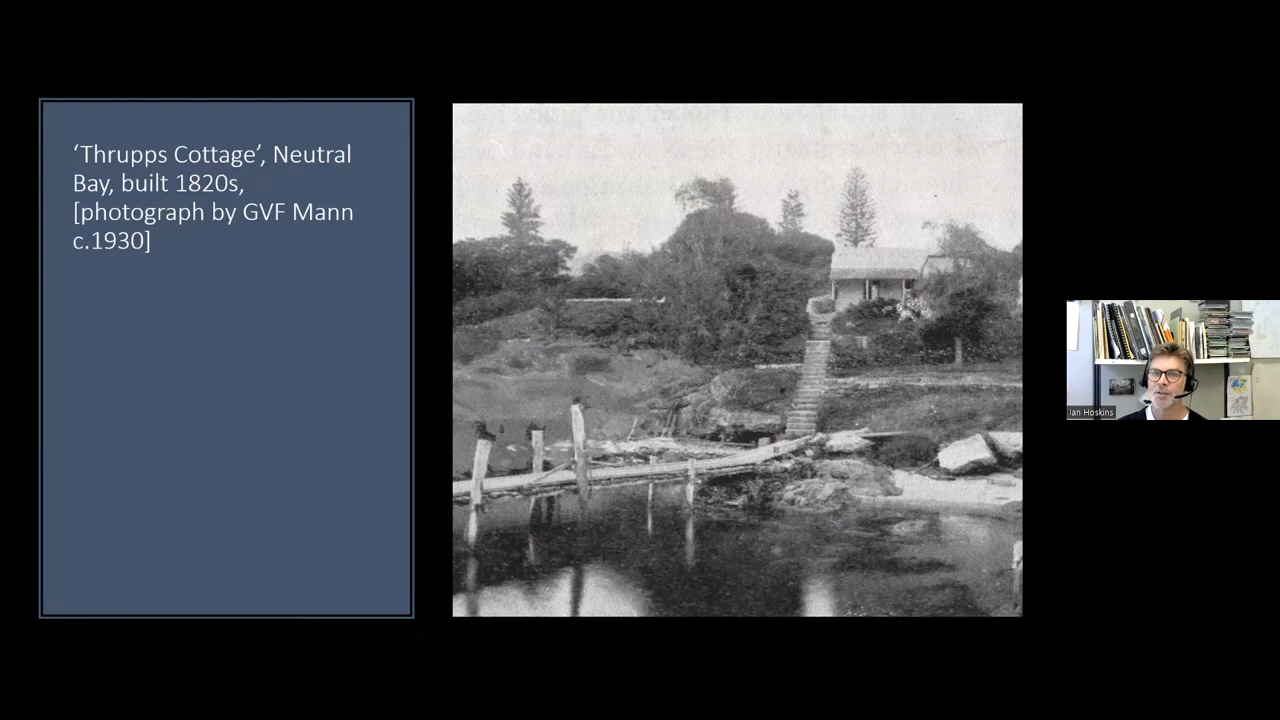 ‘Thrupps Cottage’, Neutral
Bay, built 1820s,
[photograph by GVF Mann
c.1930]
Ian Hoskins